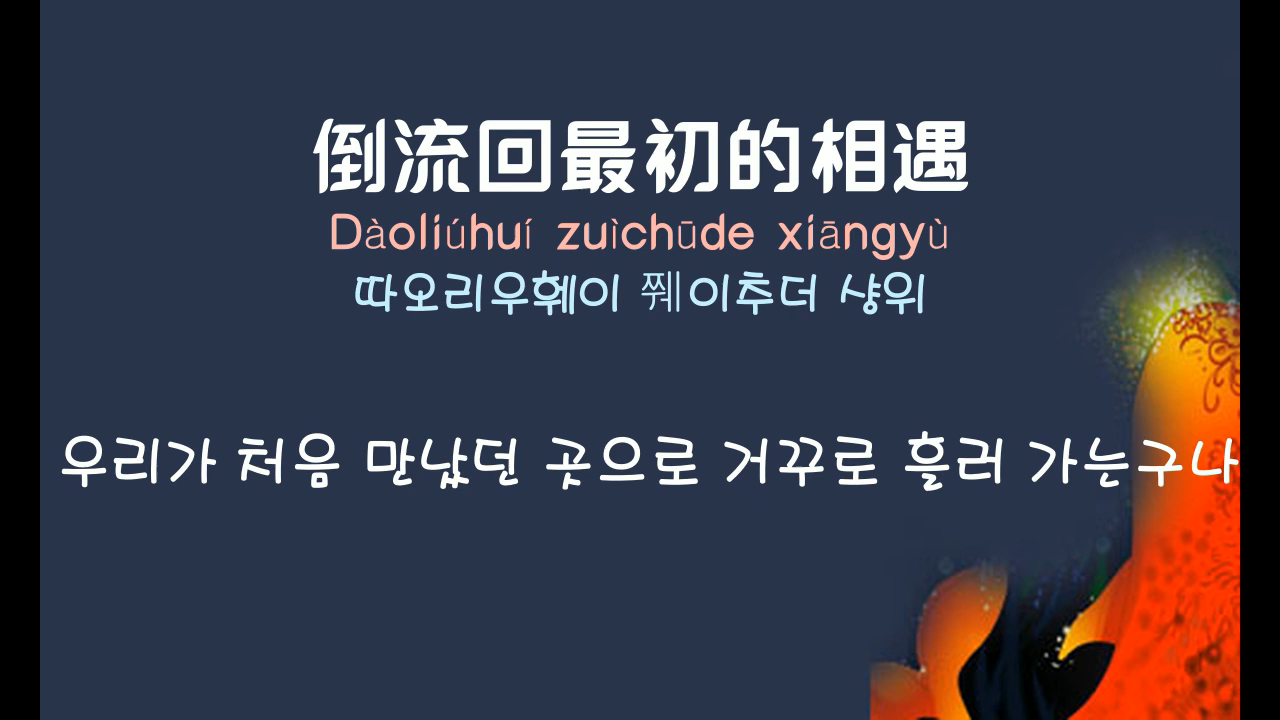 倒流回最初的相遇
Dàoliúhuí zuìchūde xiāngyù
따오리우훼이 쮀이추더 샹위
우리가 처음 만났던 곳으로 거꾸로 흘러 가는구나